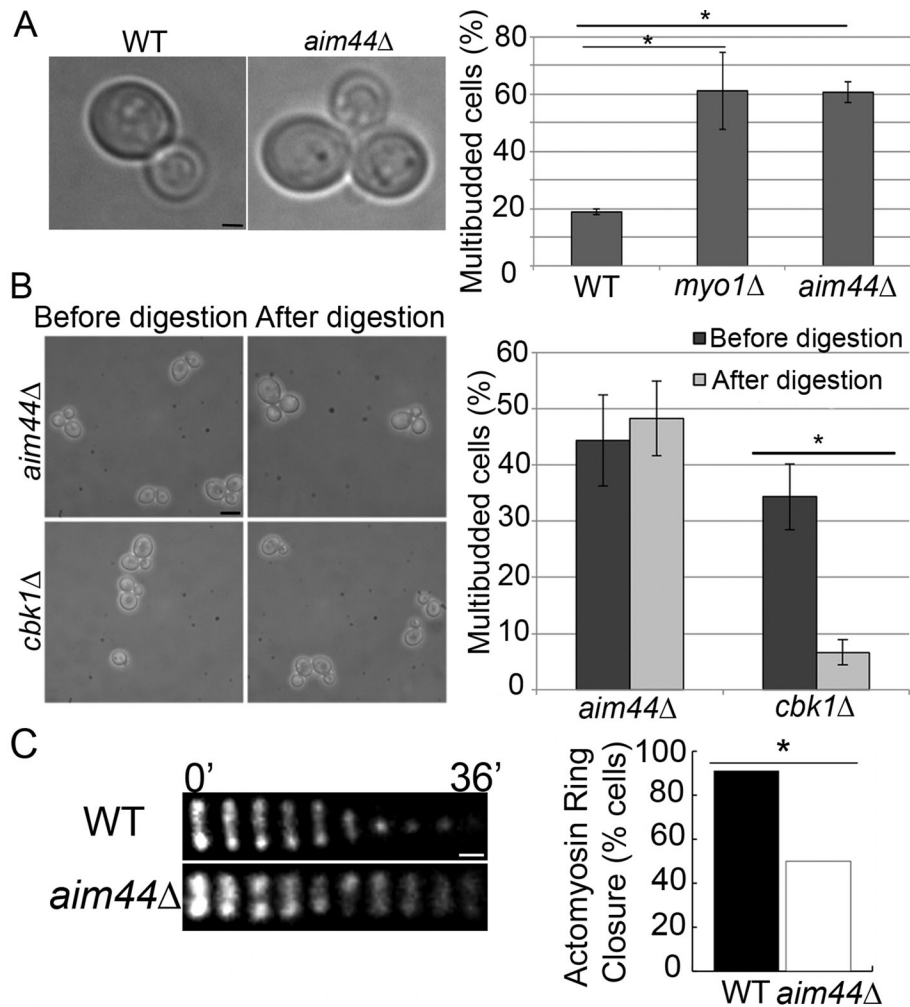 A
WT
aim44Δ
Multibudded cells (%)
80
60
40
20
0
*
*
WT
myo1Δ
aim44Δ
B
Before digestion
After digestion
aim44Δ
cbk1Δ
Multibudded cells (%)
60
50
40
30
20
10
0
Before digestion
After digestion
*
aim44Δ
cbk1Δ
C
0'
36'
WT
aim44Δ
Actomyosin Ring
Closure (% cells)
100
80
60
40
20
0
*
WT
aim44Δ